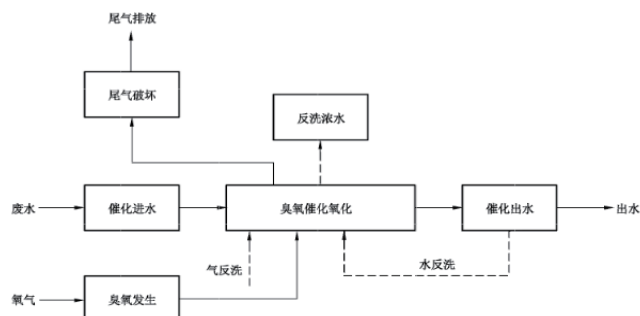 尾气排放
尾气破坏
反洗浓水
废水
催化进水
臭氧催化氧化
催化出水
出水
气反洗
水反洗
氧气
臭氧发生